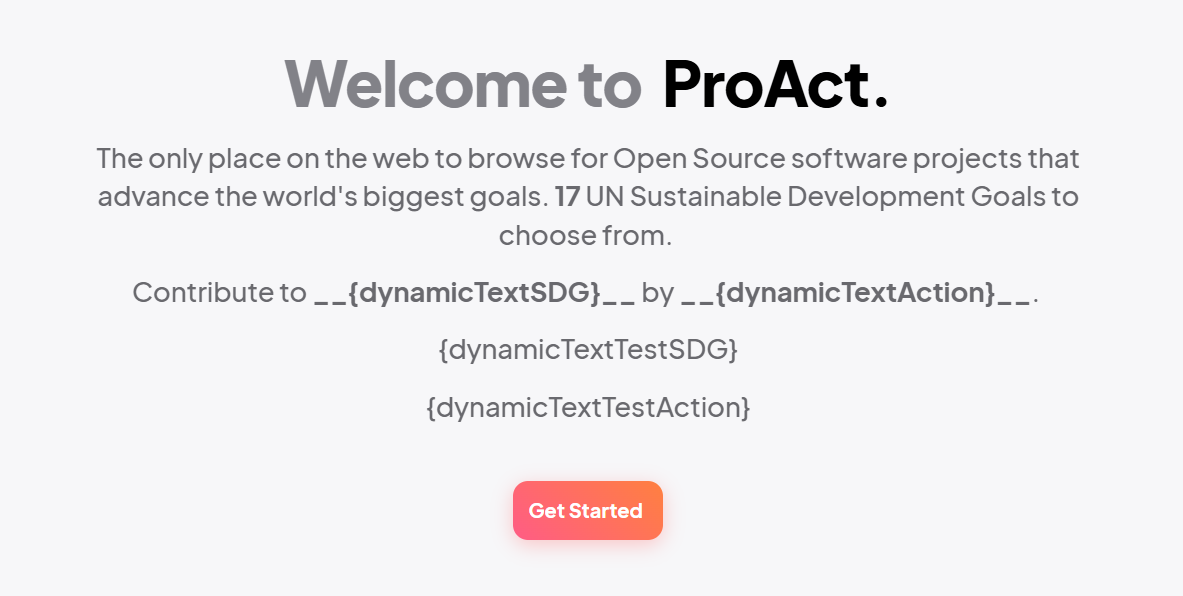 Welcome to ProAct.
The only place on the web to browse for Open Source software projects that
advance the world's biggest goals. 17 UN Sustainable Development Goals to
choose from.
Contribute to __{dynamicTextSDG}__ by __{dynamicTextAction}__.
{dynamicTextTestSDG}
{dynamicTextTestAction}
Get Started